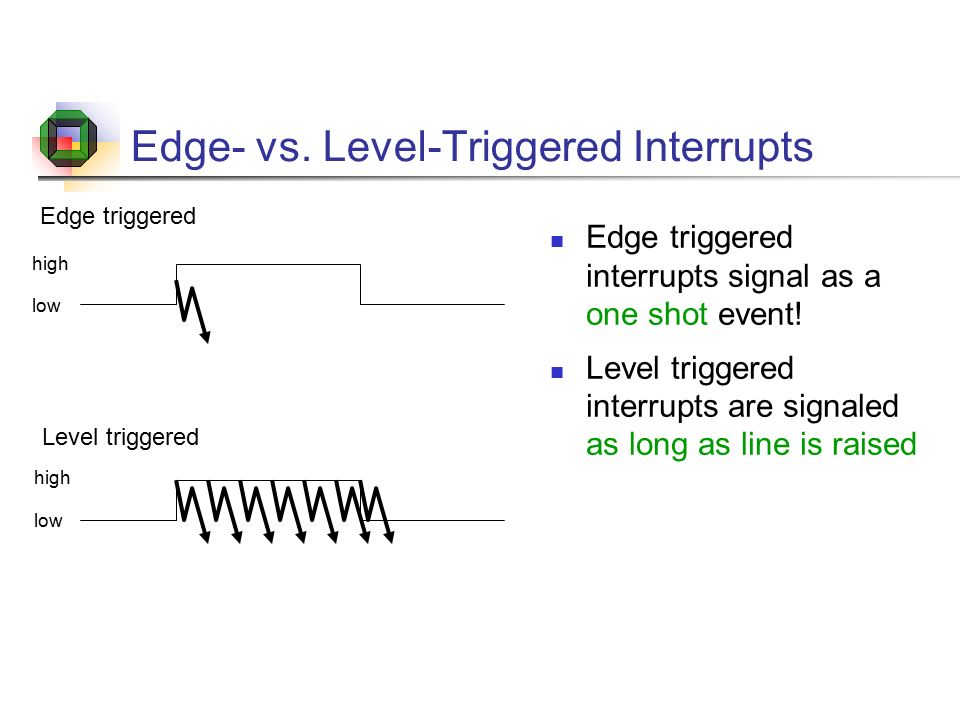 Edge- vs. Level-Triggered Interrupts
Edge triggered
high
low
Level triggered
high
low
Edge triggered
interrupts signal as a
one shot event!
Level triggered
interrupts are signaled
as long as line is raised